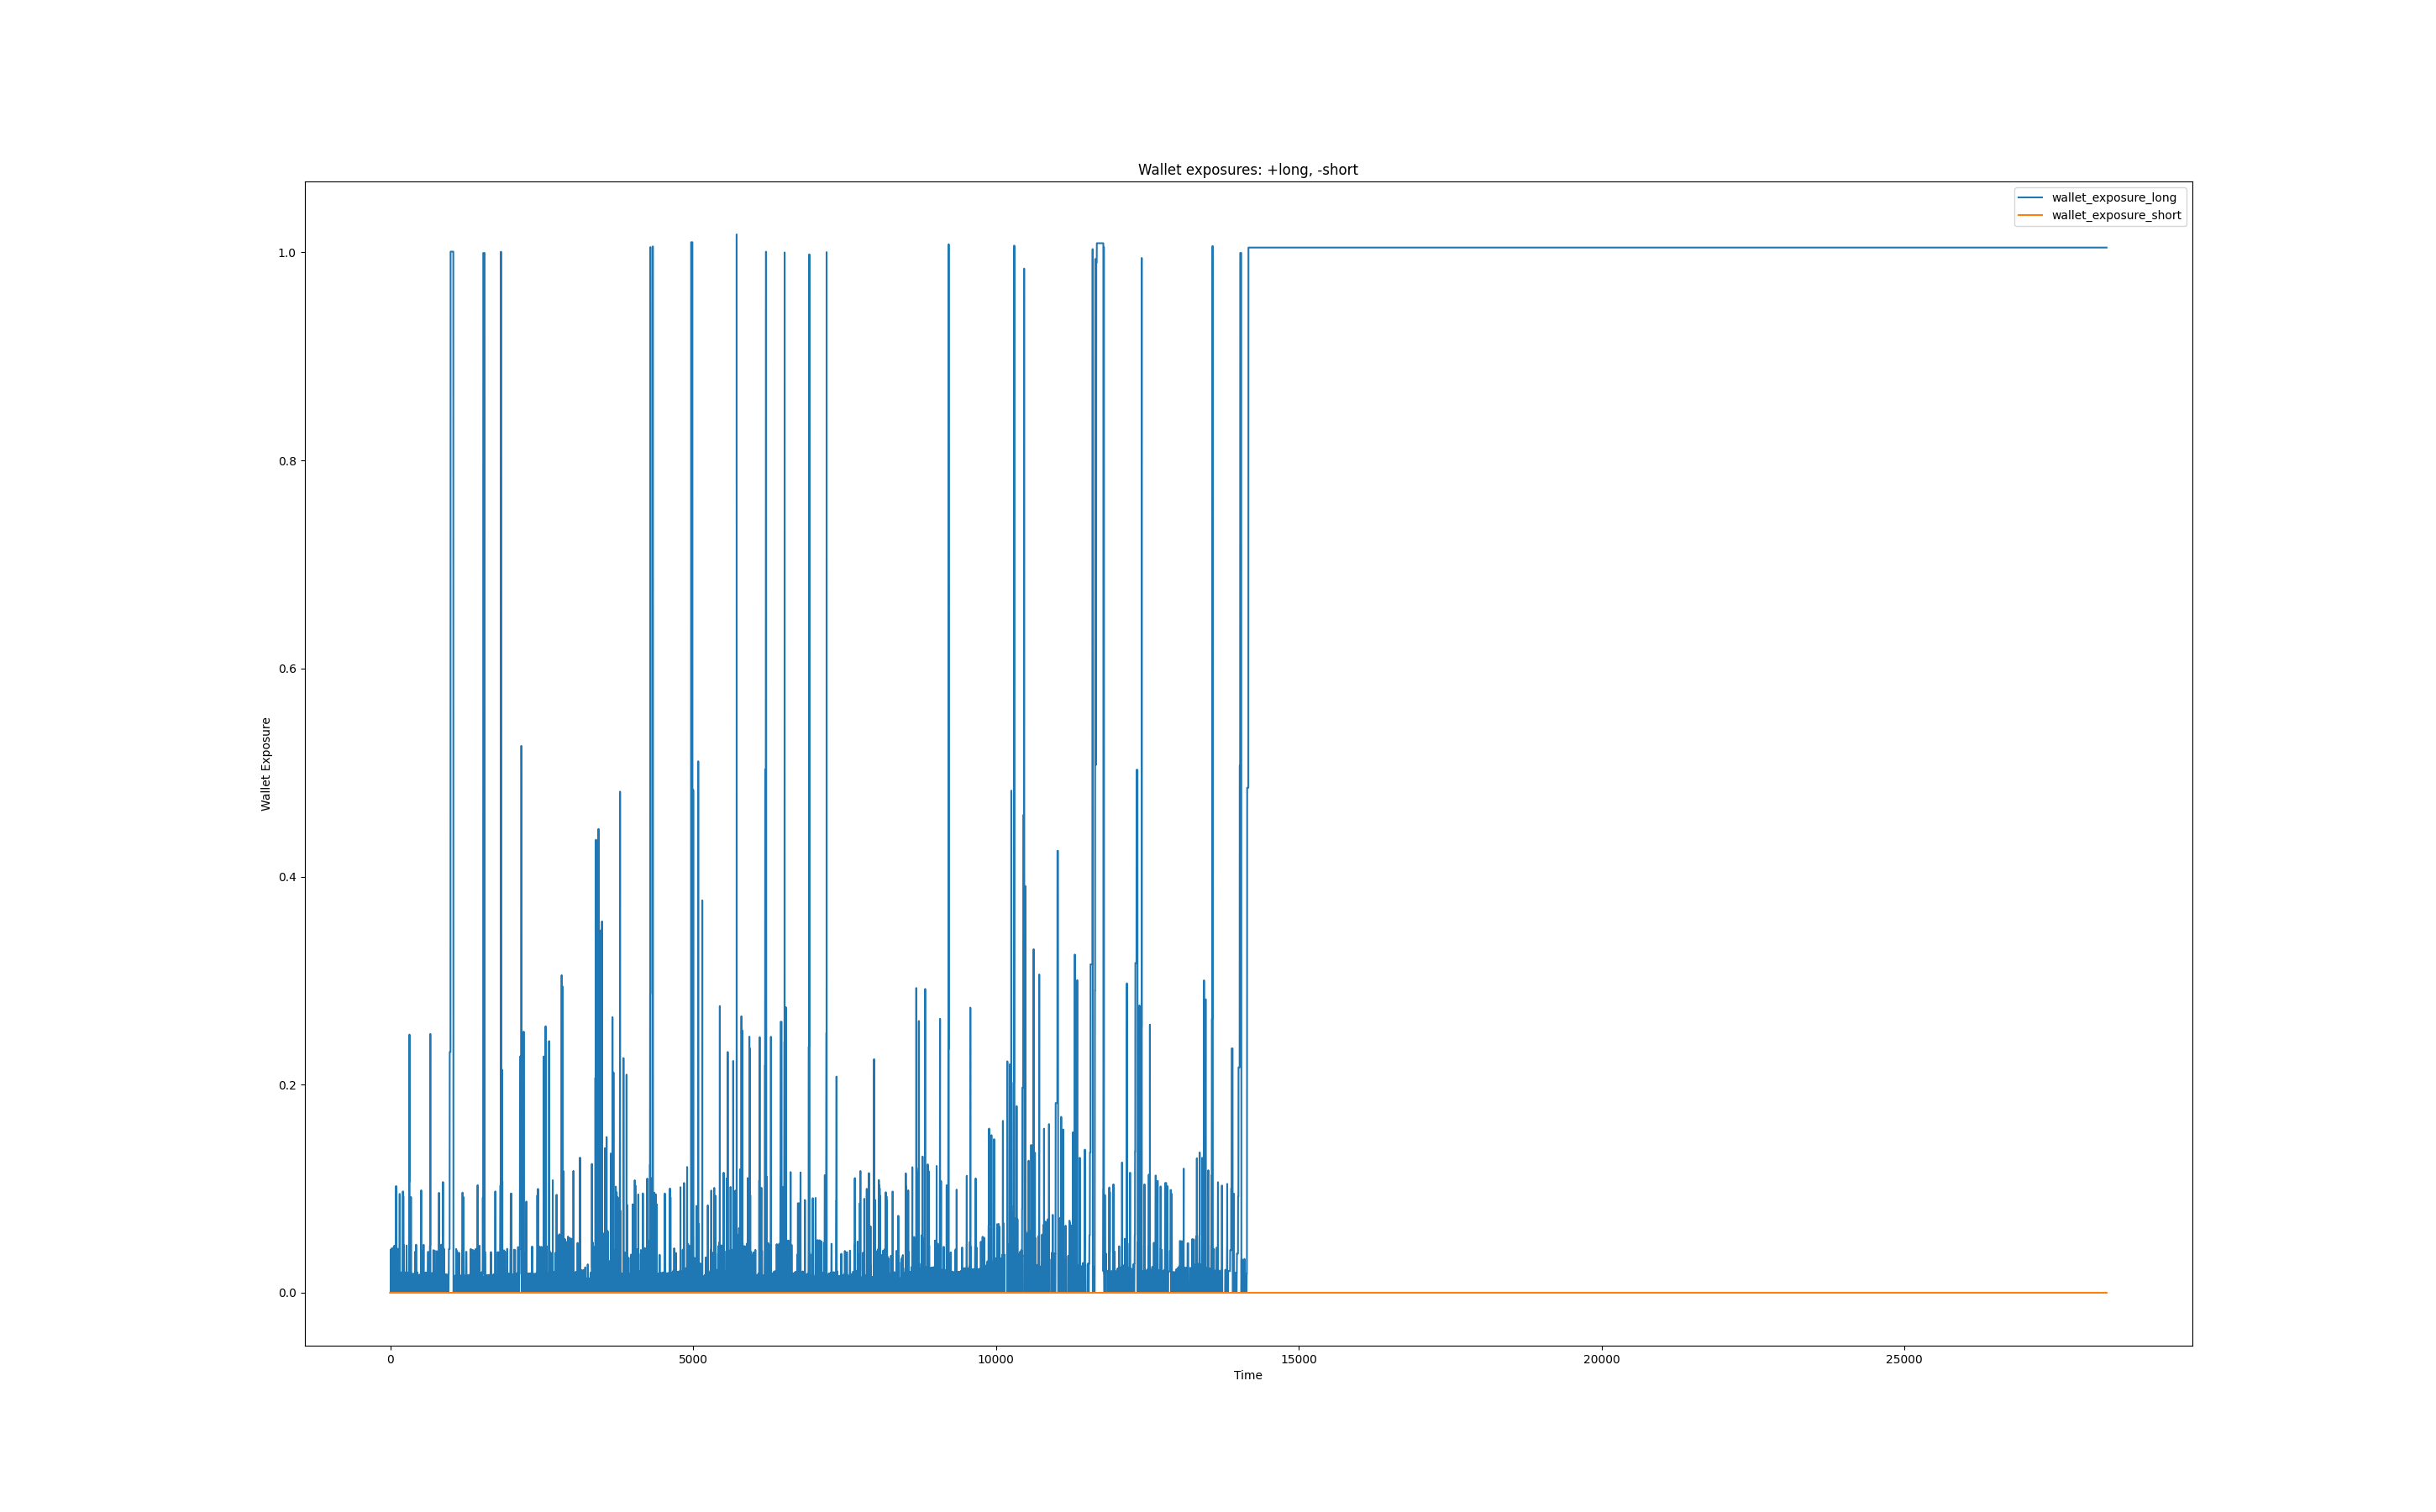 Wallet exposures: +long, -short
wallet_exposure_long
wallet_exposure_short
1.0
0.8
0.6
0.4
0.2
0.0
Wallet Exposure
0 5000 10000 15000 20000 25000
Time